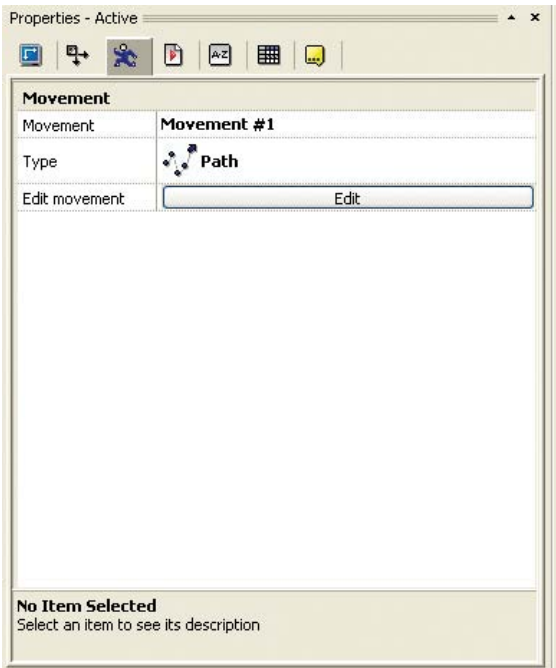 Properties - Active
A-Z
Movement
Movement Movement #1
Type Path
Edit movement Edit
No Item Selected
Select an item to see its description